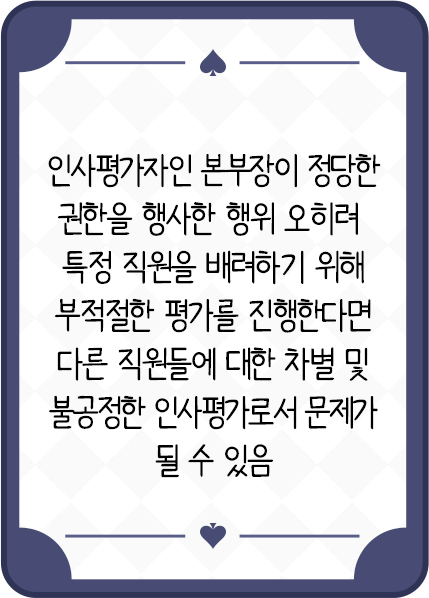 인사평가자인 본부장이 정당한
권한을 행사한 행위 오히려
특정 직원을 배려하기 위해
부적절한 평가를 진행한다면
다른 직원들에 대한 차별 및
불공정한 인사평가로서 문제가
될 수 있음